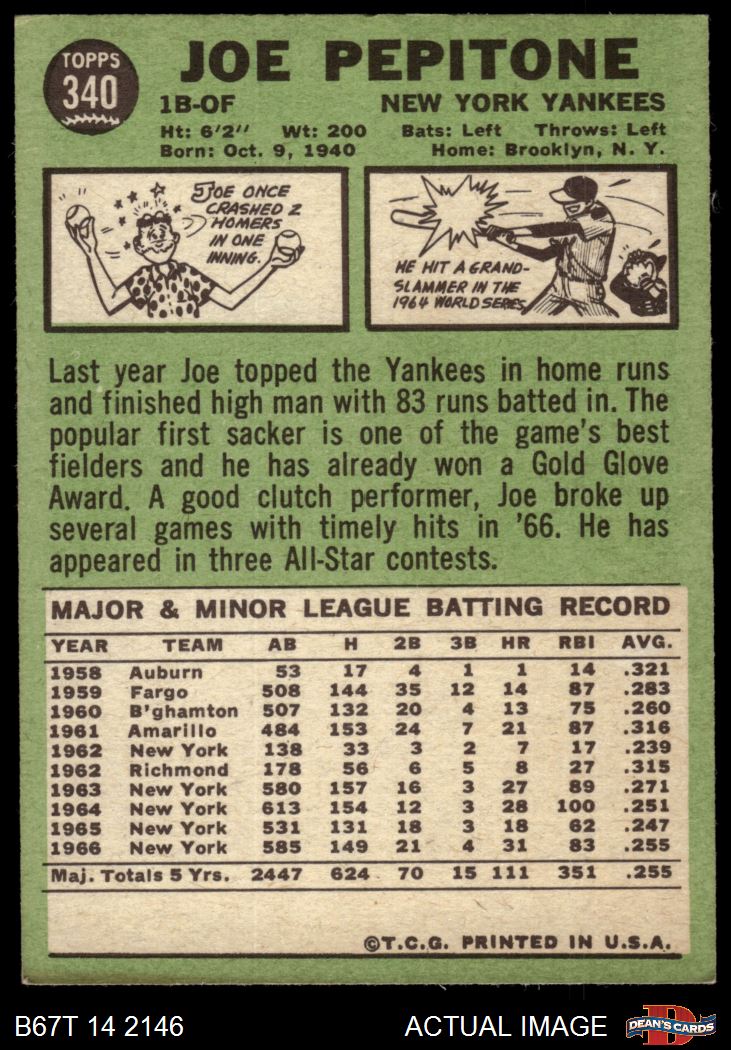 TOPPS
340
JOE PEPITONE
1B-OF NEW YORK YANKEES
Ht: 6'2" Wt: 200 Bats: Left Throws: Left
Born: Oct. 9, 1940 Home: Brooklyn, N. Y.
JOE ONCE
CRASHED 2
HOMERS
IN ONE
INNING.
HE HIT A GRAND-
SLAMMER IN THE
1964 WORLD SERIES
Last year Joe topped the Yankees in home runs
and finished high man with 83 runs batted in. The
popular first sacker is one of the game's best
fielders and he has already won a Gold Glove
Award. A good clutch performer, Joe broke up
several games with timely hits in '66. He has
appeared in three All-Star contests.
MAJOR & MINOR LEAGUE BATTING RECORD
YEAR TEAM AB H 2B 3B HR RBI AVG.
1958 Auburn 53 17 4 1 1 14 .321
1959 Fargo 508 144 35 12 14 87 .283
1960 B'ghamton 507 132 20 4 13 75 .260
1961 Amarillo 484 153 24 7 21 87 .316
1962 New York 138 33 3 2 7 17 .239
1962 Richmond 178 56 6 5 8 27 .315
1963 New York 580 157 16 3 27 89 .271
1964 New York 613 154 12 3 28 100 .251
1965 New York 531 131 18 3 18 62 .247
1966 New York 585 149 21 4 31 83 .255
Maj. Totals 5 Yrs. 2447 624 70 15 111 351 .255
©T.C.G. PRINTED IN U.S.A.
B67T 14 2146 ACTUAL IMAGE
D
DEAN'S CARDS